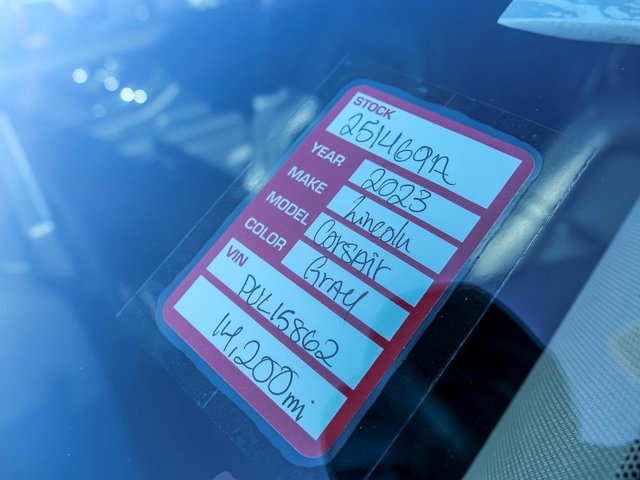 STOCK
251469A
YEAR 2023
MAKE Lincoln
MODEL Corsair
COLOR Gray
VIN
PUL15862
14,200mi